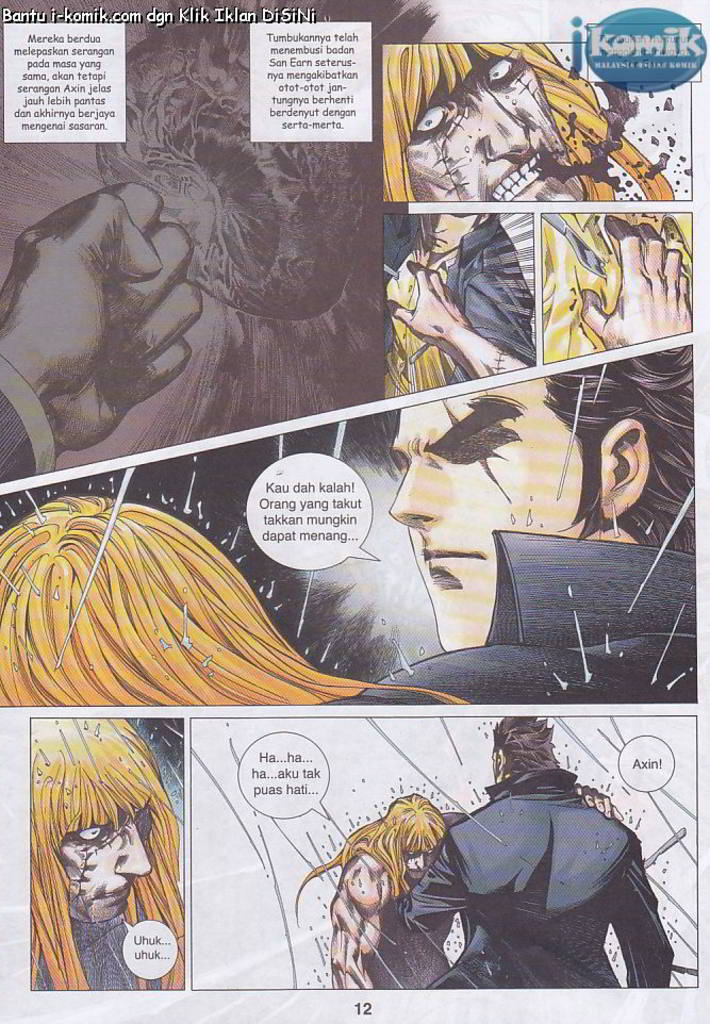 Bantu i-komik.com dgn Klik Iklan DiSiNi
ikomik
MALAYSIA ONLINE KOMIK
Mereka berdua
melepaskan serangan
pada masa yang
sama, akan tetapi
serangan Axin jelas
jauh lebih pantas
dan akhirnya berjaya
mengenai sasaran.
Tumbukannya telah
menembusi badan
San Earn seterus-
nya mengakibatkan
otot-otot jan-
tungnya berhenti
berdenyut dengan
serta-merta.
Kau dah kalah!
Orang yang takut
takkan mungkin
dapat menang...
Uhuk...
uhuk...
Ha...ha...
ha...aku tak
puas hati...
Axin!
12